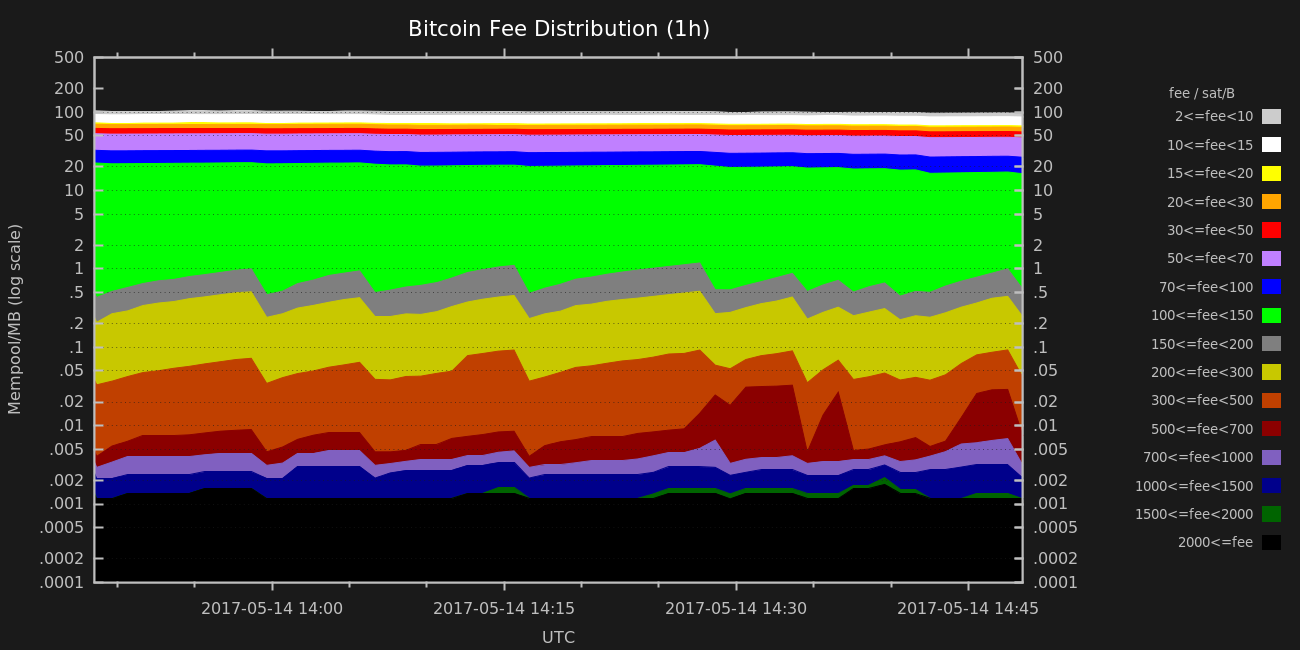 Bitcoin Fee Distribution (1h)
Mempool/MB (log scale)
500
200
100
50
20
10
5
2
1
.5
.2
.1
.05
.02
.01
.005
.002
.001
.0005
.0002
.0001
500
200
100
50
20
10
5
2
1
.5
.2
.1
.05
.02
.01
.005
.002
.001
.0005
.0002
.0001
fee / sat/B
2<=fee<10
10<=fee<15
15<=fee<20
20<=fee<30
30<=fee<50
50<=fee<70
70<=fee<100
100<=fee<150
150<=fee<200
200<=fee<300
300<=fee<500
500<=fee<700
700<=fee<1000
1000<=fee<1500
1500<=fee<2000
2000<=fee
2017-05-14 14:00
2017-05-14 14:15
2017-05-14 14:30
2017-05-14 14:45
UTC